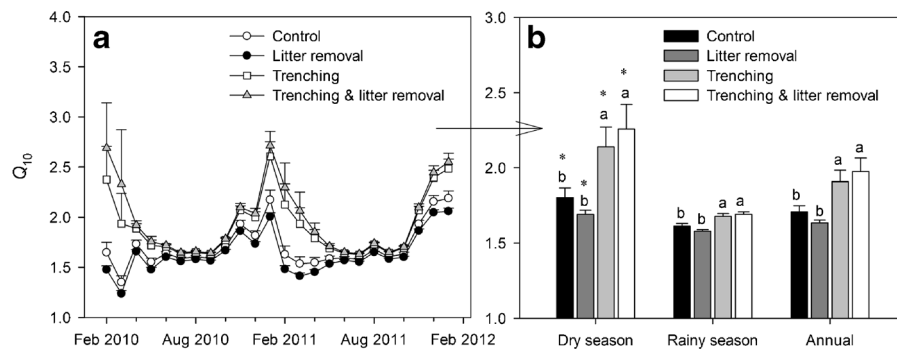 a
Control
Litter removal
Trenching
Trenching & litter removal
Q10
4.0
3.5
3.0
2.5
2.0
1.5
1.0
Feb 2010
Aug 2010
Feb 2011
Aug 2011
Feb 2012
b
Control
Litter removal
Trenching
Trenching & litter removal
3.0
2.5
2.0
1.5
1.0
* * * *
b b a a
b b a a
b b a a
Dry season
Rainy season
Annual